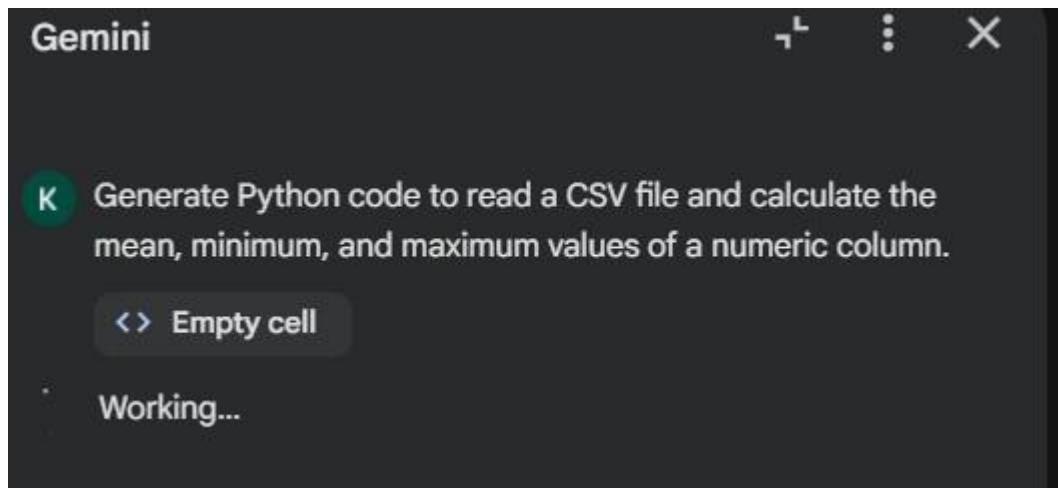 Gemini
K
Generate Python code to read a CSV file and calculate the
mean, minimum, and maximum values of a numeric column.
<> Empty cell
Working...